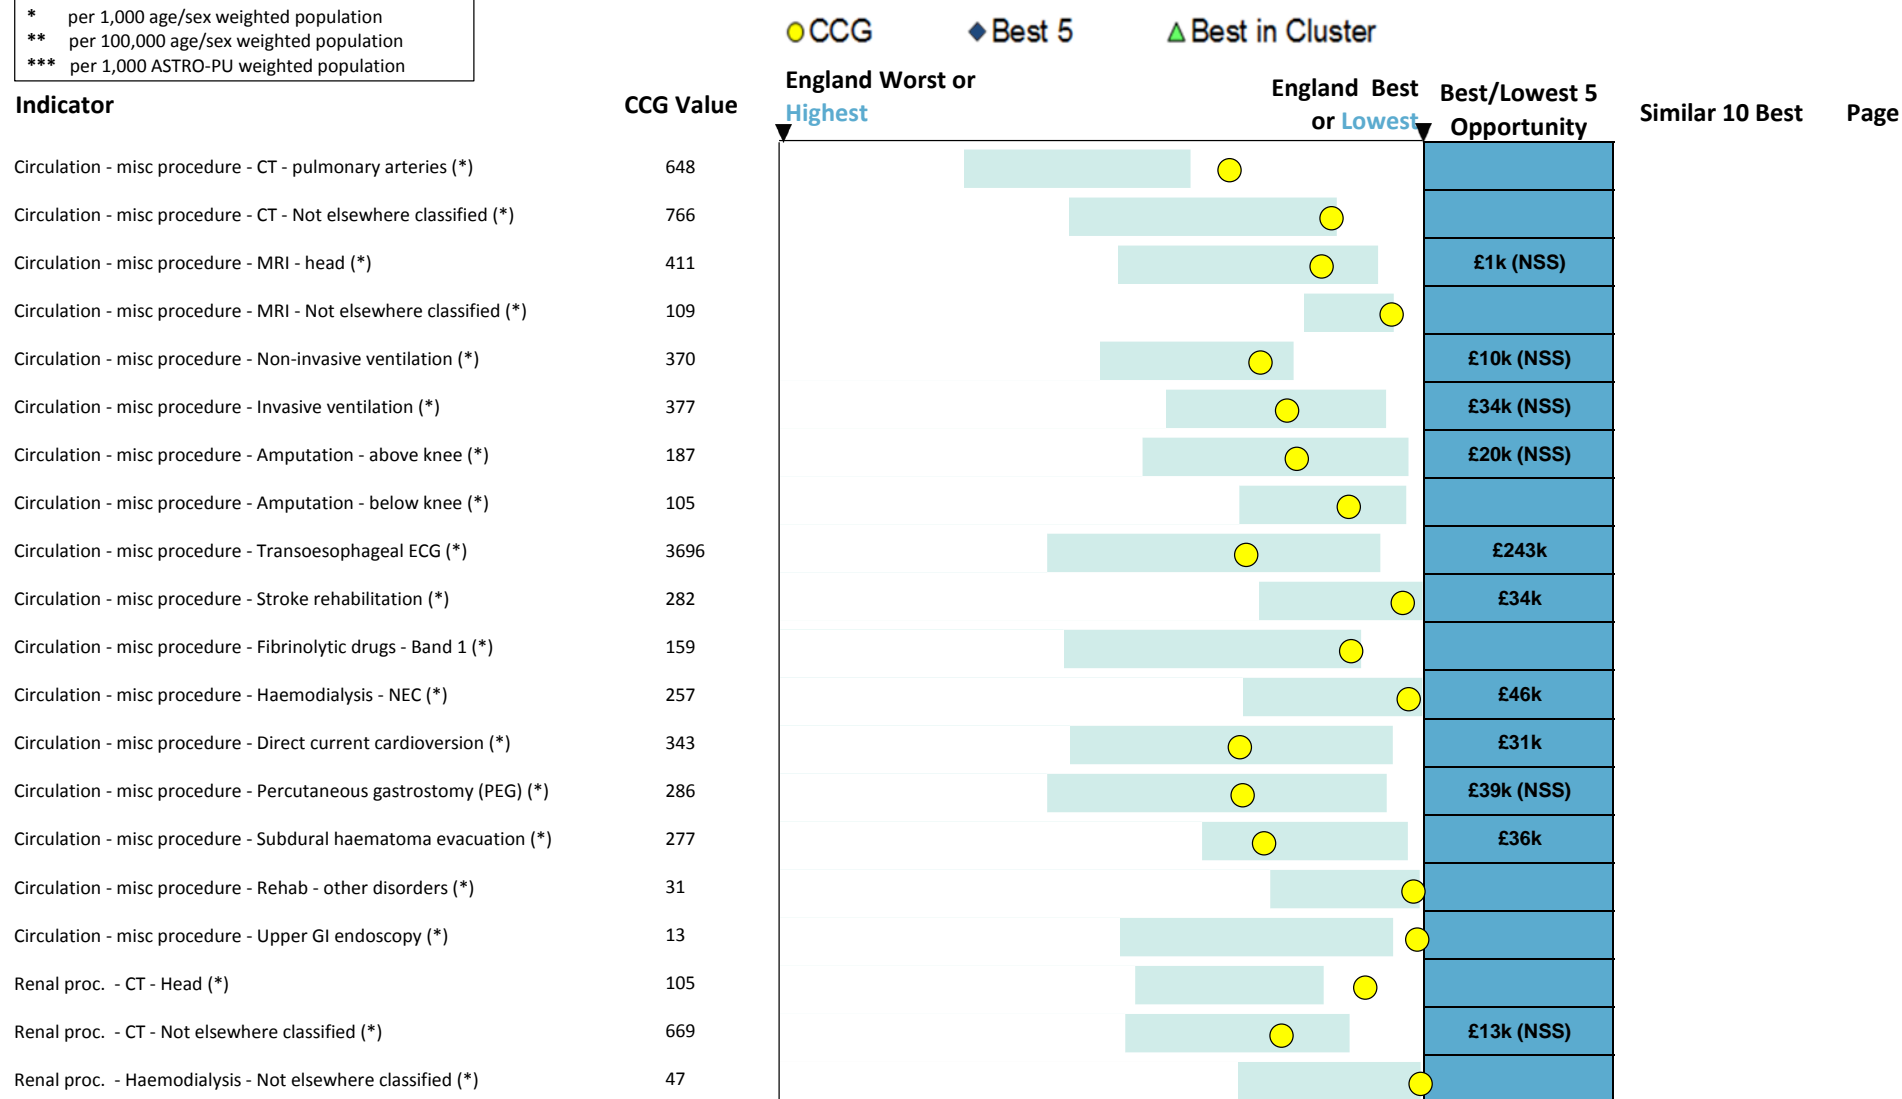 * per 1,000 age/sex weighted population
** per 100,000 age/sex weighted population
*** per 1,000 ASTRO-PU weighted population
CCG Best 5 Best in Cluster
Indicator CCG Value England Worst or Highest England Best or Lowest Best/Lowest 5 Opportunity Similar 10 Best Page
Circulation - misc procedure - CT - pulmonary arteries (*) 648
Circulation - misc procedure - CT - Not elsewhere classified (*) 766
Circulation - misc procedure - MRI - head (*) 411 £1k (NSS)
Circulation - misc procedure - MRI - Not elsewhere classified (*) 109
Circulation - misc procedure - Non-invasive ventilation (*) 370 £10k (NSS)
Circulation - misc procedure - Invasive ventilation (*) 377 £34k (NSS)
Circulation - misc procedure - Amputation - above knee (*) 187 £20k (NSS)
Circulation - misc procedure - Amputation - below knee (*) 105
Circulation - misc procedure - Transoesophageal ECG (*) 3696 £243k
Circulation - misc procedure - Stroke rehabilitation (*) 282 £34k
Circulation - misc procedure - Fibrinolytic drugs - Band 1 (*) 159
Circulation - misc procedure - Haemodialysis - NEC (*) 257 £46k
Circulation - misc procedure - Direct current cardioversion (*) 343 £31k
Circulation - misc procedure - Percutaneous gastrostomy (PEG) (*) 286 £39k (NSS)
Circulation - misc procedure - Subdural haematoma evacuation (*) 277 £36k
Circulation - misc procedure - Rehab - other disorders (*) 31
Circulation - misc procedure - Upper GI endoscopy (*) 13
Renal proc. - CT - Head (*) 105
Renal proc. - CT - Not elsewhere classified (*) 669 £13k (NSS)
Renal proc. - Haemodialysis - Not elsewhere classified (*) 47